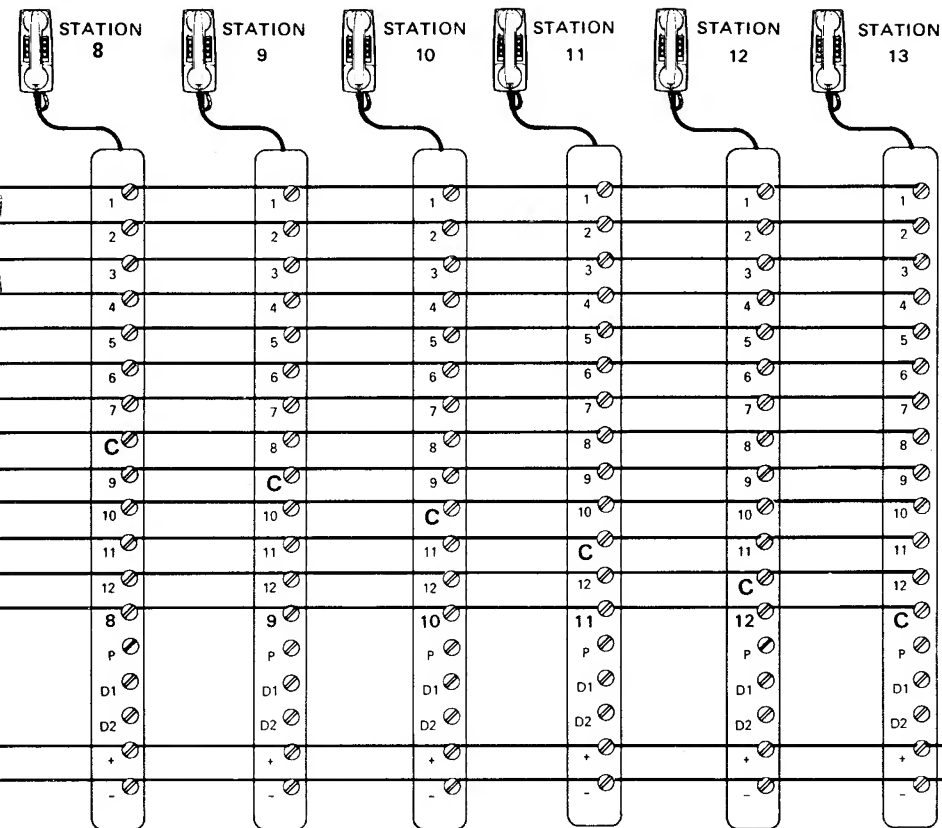 STATION STATION STATION STATION STATION STATION
8 9 10 11 12 13
1 1 1 1 1 1
2 2 2 2 2 2
3 3 3 3 3 3
4 4 4 4 4 4
5 5 5 5 5 5
6 6 6 6 6 6
7 7 7 7 7 7
C 8 8 8 8 8
9 C 9 9 9 9
10 10 C 10 10 10
11 11 11 C 11 11
12 12 12 12 C 12
8 9 10 11 12 C
P P P P P P
D1 D1 D1 D1 D1 D1
D2 D2 D2 D2 D2 D2
+ + + + + +
- - - - - -